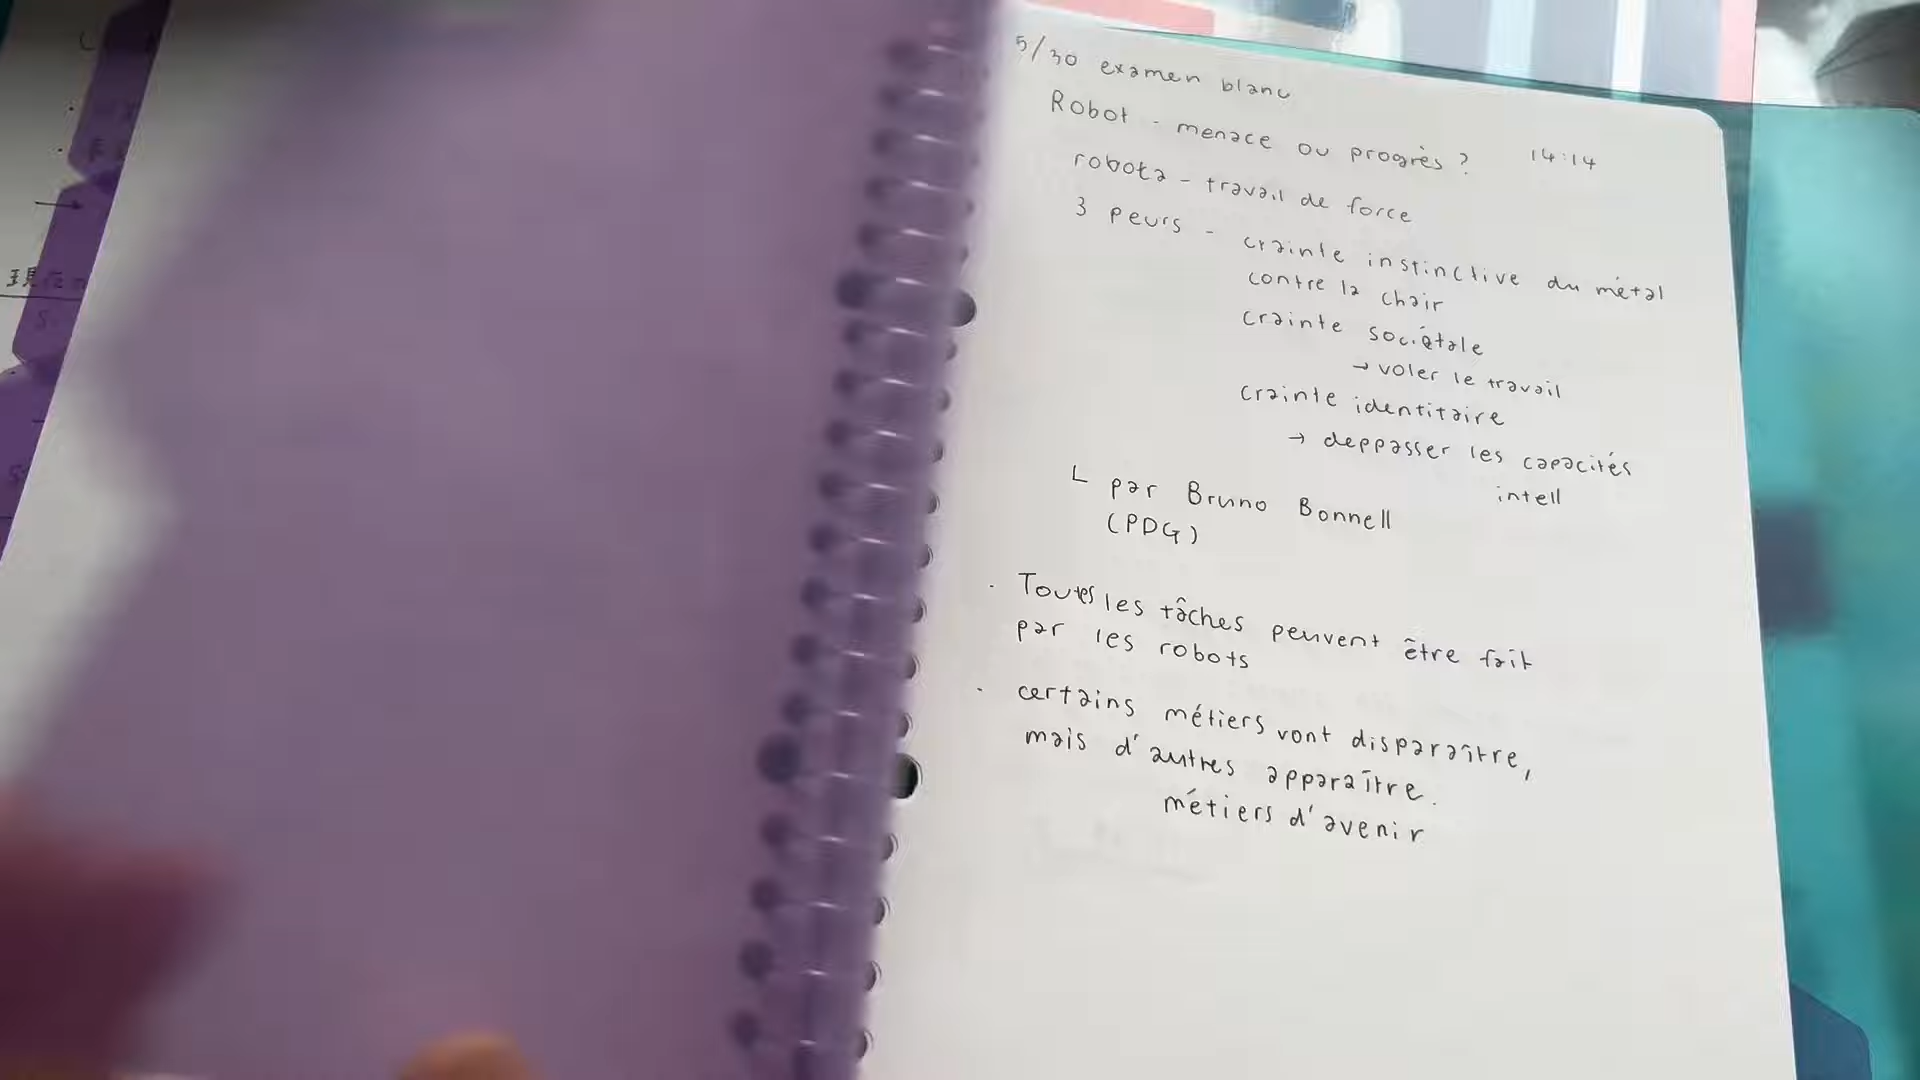 5/30 examen blanc
Robot - menace ou progrès ? 14:14
robota - travail de force
3 peurs - crainte instinctive du métal
contre la chair
crainte sociétale
→ voler le travail
crainte identitaire
→ deppasser les capacités
intell
L par Bruno Bonnell
(PDG)
· Toutes les tâches peuvent être fait
par les robots
· certains métiers vont disparaître,
mais d'autres apparaître.
métiers d'avenir